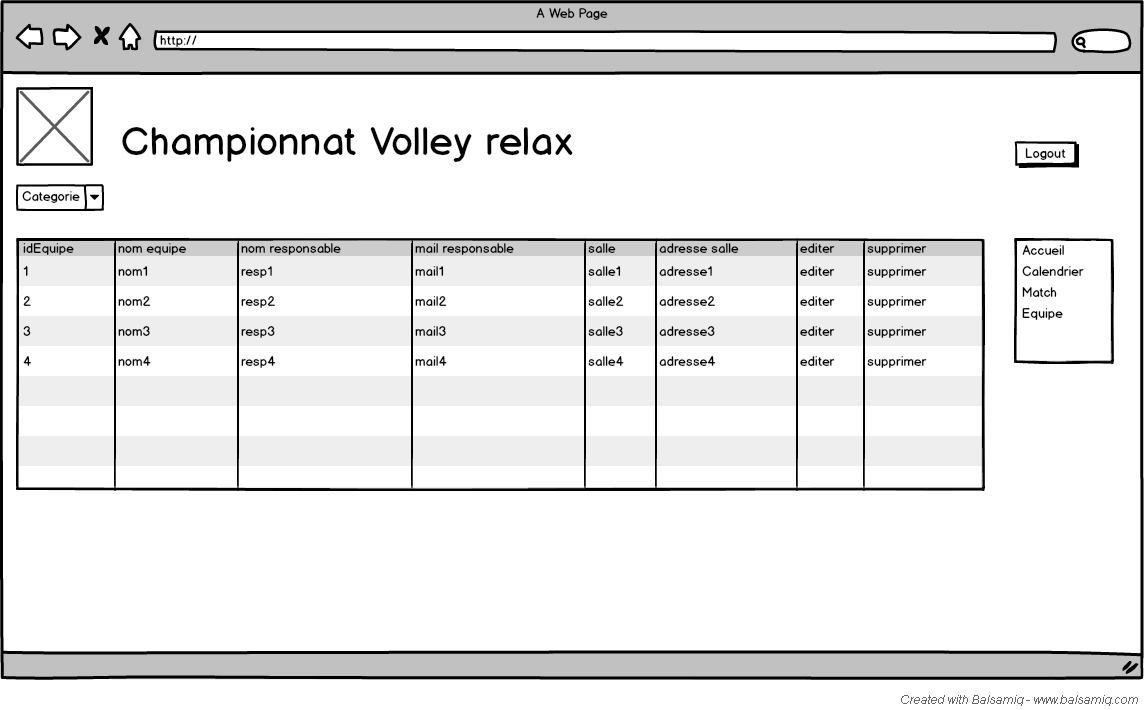 A Web Page
http://
Championnat Volley relax
Logout
Categorie
idEquipe nom equipe nom responsable mail responsable salle adresse salle editer supprimer
1 nom1 resp1 mail1 salle1 adresse1 editer supprimer
2 nom2 resp2 mail2 salle2 adresse2 editer supprimer
3 nom3 resp3 mail3 salle3 adresse3 editer supprimer
4 nom4 resp4 mail4 salle4 adresse4 editer supprimer
Accueil
Calendrier
Match
Equipe
Created with Balsamiq - www.balsamiq.com